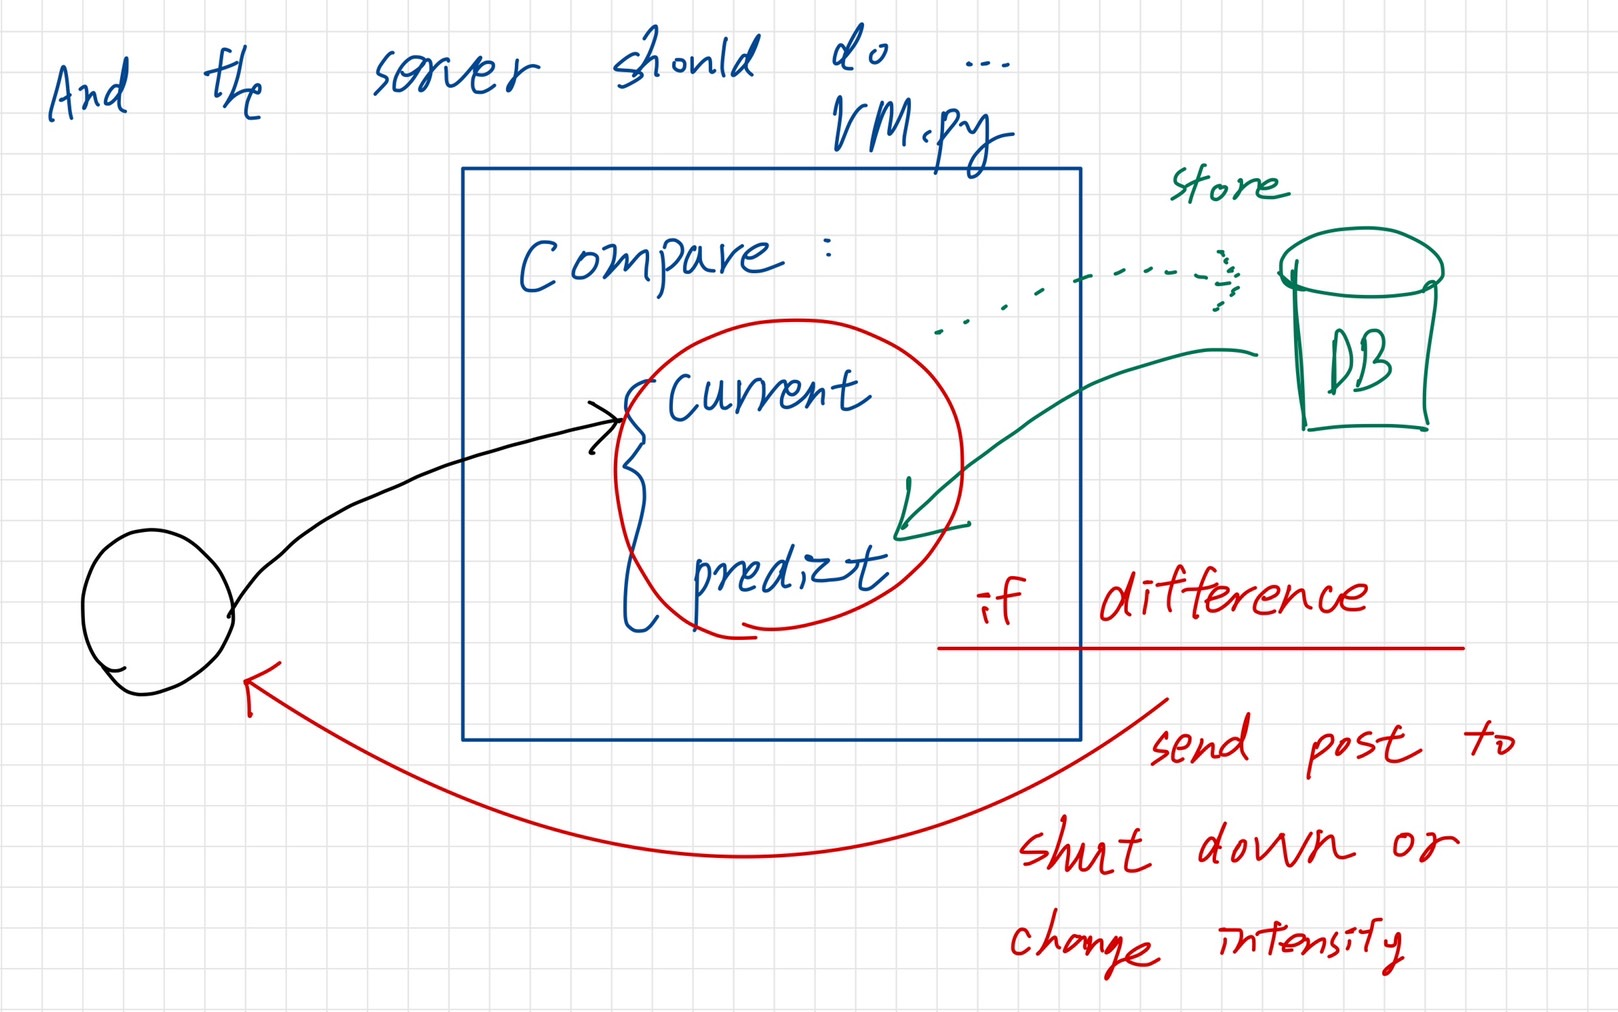 And the server should do ...
VM.py
store
Compare :
DB
Current
predict
if difference
send post to
shut down or
change intensity